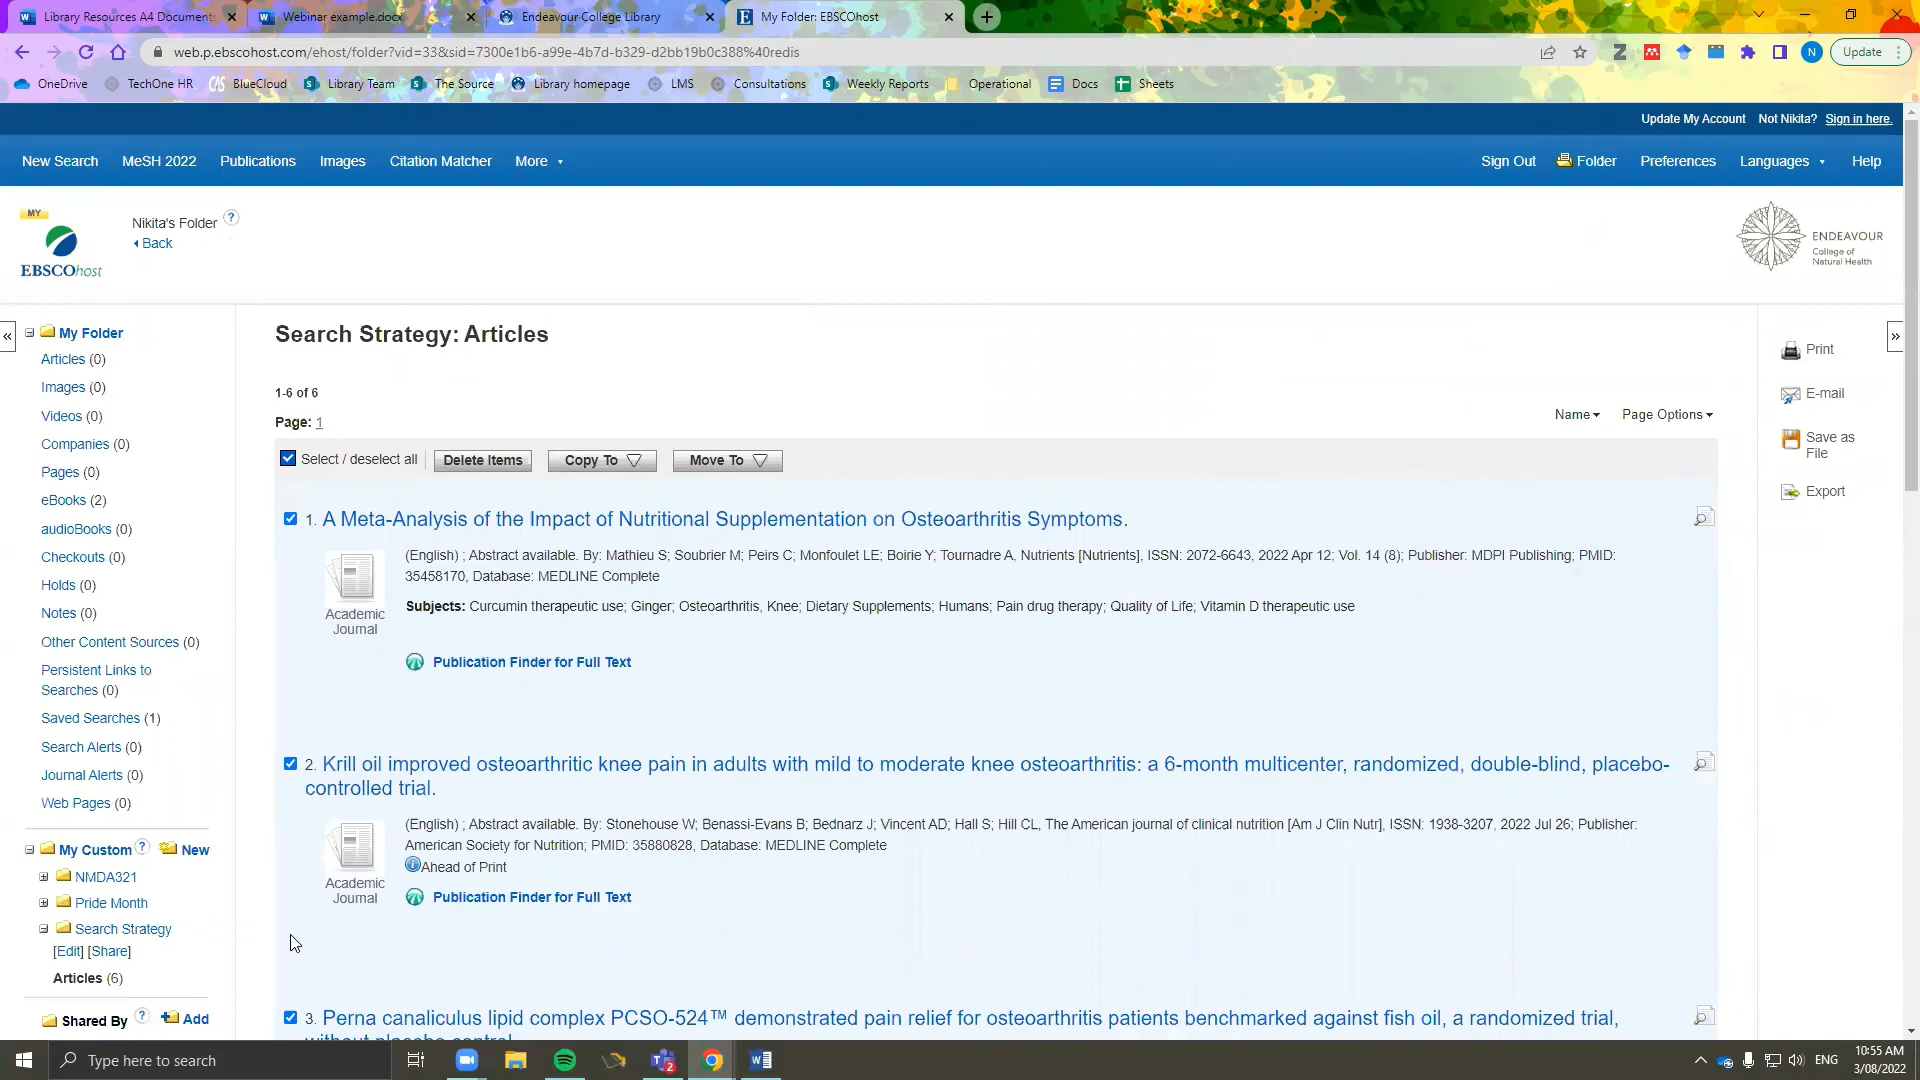 Library Resources A4 Documents
Webinar example.docx
Endeavour College Library
My Folder: EBSCOhost
web.p.ebscohost.com/ehost/folder?vid=33&sid=7300e1b6-a99e-4b7d-b329-d2bb19b0c388%40redis
N
Update
OneDrive
TechOne HR
BlueCloud
Library Team
The Source
Library homepage
LMS
Consultations
Weekly Reports
Operational
Docs
Sheets
Update My Account Not Nikita? Sign in here.
New Search MeSH 2022 Publications Images Citation Matcher More
Sign Out Folder Preferences Languages Help
MY
EBSCOhost
Nikita's Folder ?
Back
ENDEAVOUR
College of
Natural Health
My Folder
Articles (0)
Images (0)
Videos (0)
Companies (0)
Pages (0)
eBooks (2)
audioBooks (0)
Checkouts (0)
Holds (0)
Notes (0)
Other Content Sources (0)
Persistent Links to
Searches (0)
Saved Searches (1)
Search Alerts (0)
Journal Alerts (0)
Web Pages (0)
My Custom ? New
NMDA321
Pride Month
Search Strategy
[Edit] [Share]
Articles (6)
Shared By ? Add
Search Strategy: Articles
1-6 of 6
Page: 1
Name Page Options
Select / deselect all Delete Items Copy To Move To
1. A Meta-Analysis of the Impact of Nutritional Supplementation on Osteoarthritis Symptoms.
(English) ; Abstract available. By: Mathieu S; Soubrier M; Peirs C; Monfoulet LE; Boirie Y; Tournadre A, Nutrients [Nutrients], ISSN: 2072-6643, 2022 Apr 12; Vol. 14 (8); Publisher: MDPI Publishing; PMID:
35458170, Database: MEDLINE Complete
Subjects: Curcumin therapeutic use; Ginger; Osteoarthritis, Knee; Dietary Supplements; Humans; Pain drug therapy; Quality of Life; Vitamin D therapeutic use
Academic
Journal
Publication Finder for Full Text
2. Krill oil improved osteoarthritic knee pain in adults with mild to moderate knee osteoarthritis: a 6-month multicenter, randomized, double-blind, placebo-
controlled trial.
(English) ; Abstract available. By: Stonehouse W; Benassi-Evans B; Bednarz J; Vincent AD; Hall S; Hill CL, The American journal of clinical nutrition [Am J Clin Nutr], ISSN: 1938-3207, 2022 Jul 26; Publisher:
American Society for Nutrition; PMID: 35880828, Database: MEDLINE Complete
Ahead of Print
Academic
Journal
Publication Finder for Full Text
3. Perna canaliculus lipid complex PCSO-524™ demonstrated pain relief for osteoarthritis patients benchmarked against fish oil, a randomized trial,
without placebo control.
Print
E-mail
Save as
File
Export
Type here to search
2
ENG
10:55 AM
3/08/2022